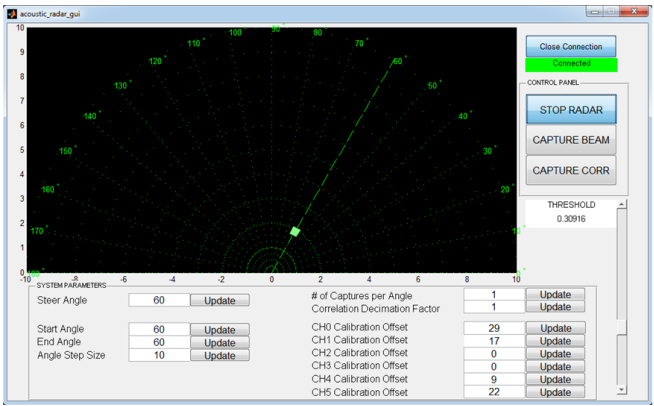 acoustic_radar_gui
10
9
8
7
6
5
4
3
2
1
0
-10
-8
-6
-4
-2
0
2
4
6
8
10
180°
170°
160°
150°
140°
130°
120°
100°
90°
80°
70°
60°
50°
40°
30°
20°
10°
Close Connection
Connected
CONTROL PANEL
STOP RADAR
CAPTURE BEAM
CAPTURE CORR
THRESHOLD
0.30916
SYSTEM PARAMETERS
Steer Angle 60 Update
Start Angle 60 Update
End Angle 60 Update
Angle Step Size 10 Update
# of Captures per Angle 1 Update
Correlation Decimation Factor 1 Update
CH0 Calibration Offset 29 Update
CH1 Calibration Offset 17 Update
CH2 Calibration Offset 0 Update
CH3 Calibration Offset 0 Update
CH4 Calibration Offset 9 Update
CH5 Calibration Offset 22 Update